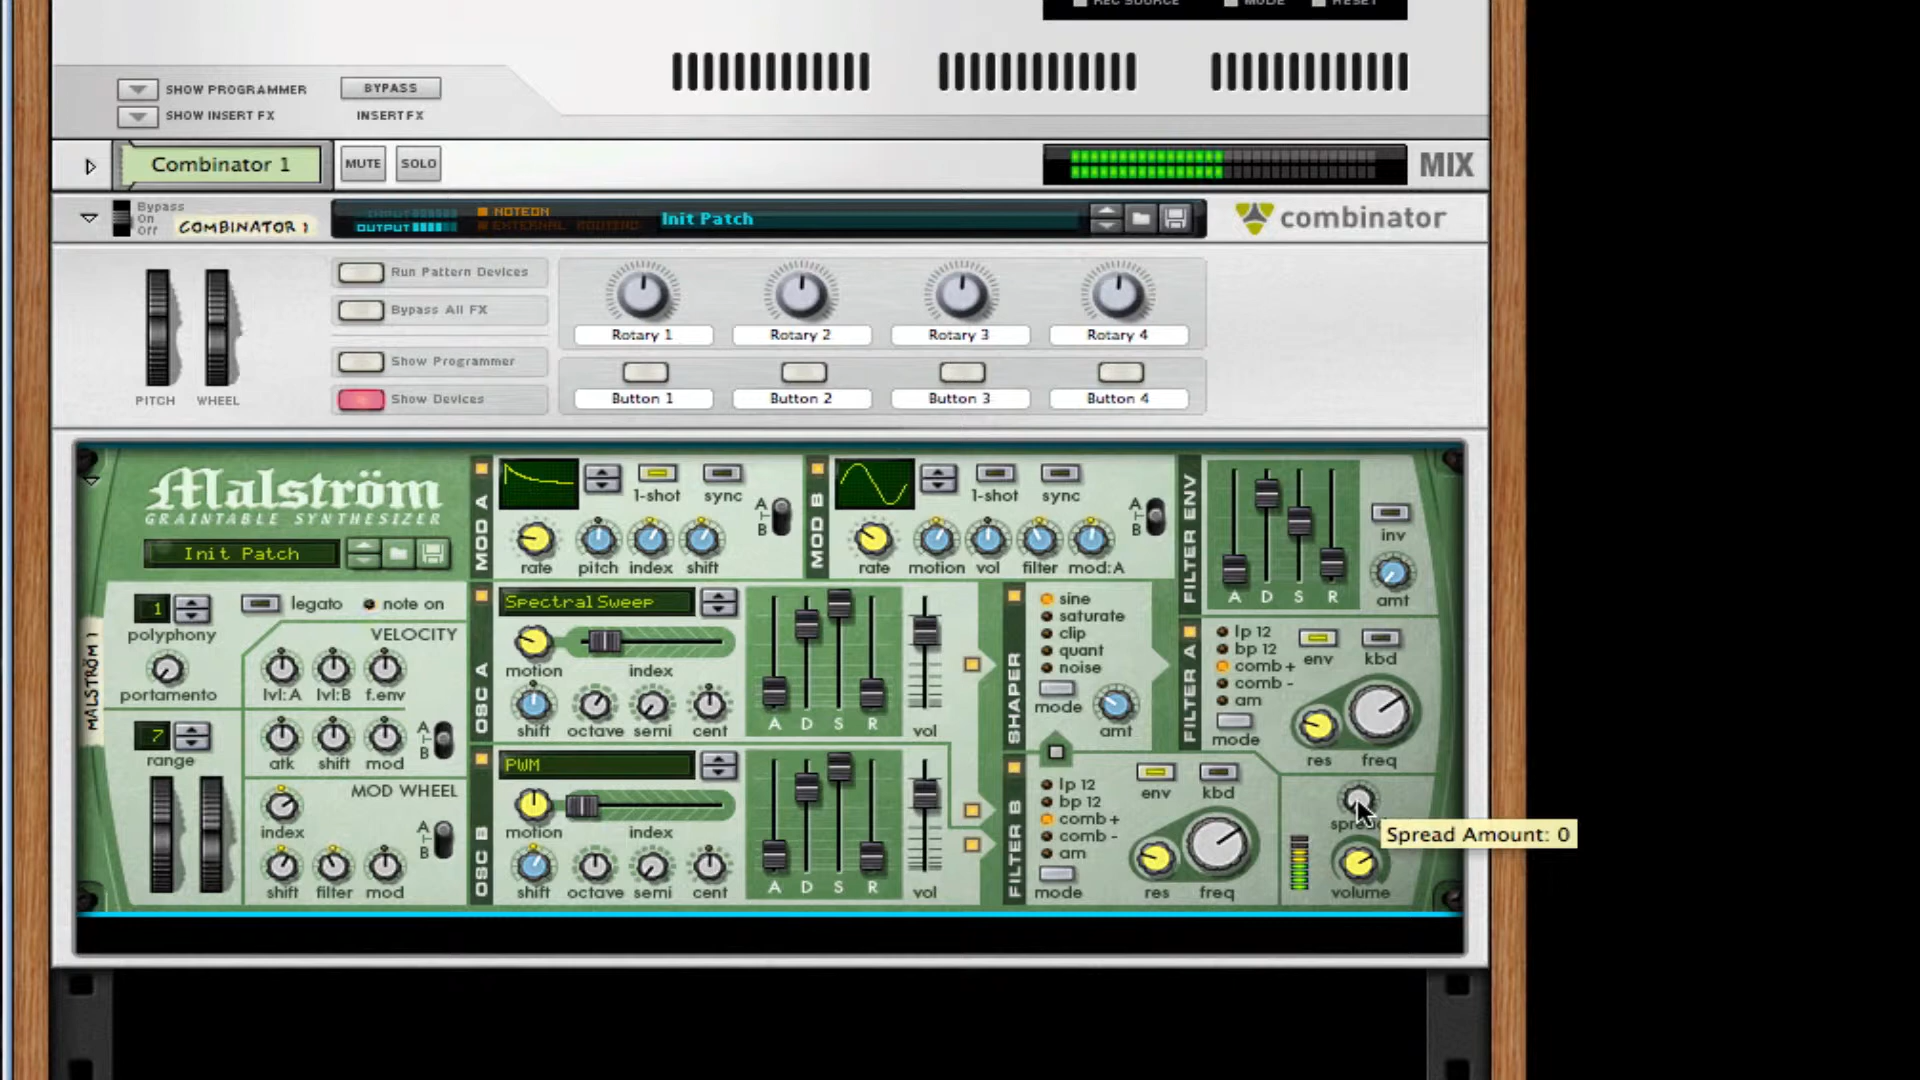 REC SOURCE MODE RESET
SHOW PROGRAMMER BYPASS
SHOW INSERT FX INSERT FX
Combinator 1 MUTE SOLO MIX
Bypass
On
Off
COMBINATOR 1
INPUT
OUTPUT
NOTE ON
EXTERNAL ROUTING
Init Patch
combinator
Run Pattern Devices
Bypass All FX
Show Programmer
Show Devices
PITCH WHEEL
Rotary 1 Rotary 2 Rotary 3 Rotary 4
Button 1 Button 2 Button 3 Button 4
Malström
GRAINTABLE SYNTHESIZER
Init Patch
MALSTRÖM 1
1 legato note on
polyphony
portamento
7
range
VELOCITY
lvl:A lvl:B f.env
atk shift mod
A
B
MOD WHEEL
index
A
B
shift filter mod
MOD A
1-shot sync
A
B
rate pitch index shift
MOD B
1-shot sync
A
B
rate motion vol filter mod:A
OSC A
Spectral Sweep
motion index
shift octave semi cent
A D S R vol
OSC B
PWM
motion index
shift octave semi cent
A D S R vol
SHAPER
sine
saturate
clip
quant
noise
mode amt
FILTER ENV
A D S R
inv
amt
FILTER A
lp 12
bp 12
comb +
comb -
am
mode
env kbd
res freq
FILTER B
lp 12
bp 12
comb +
comb -
am
mode
env kbd
res freq
spread
Spread Amount: 0
volume